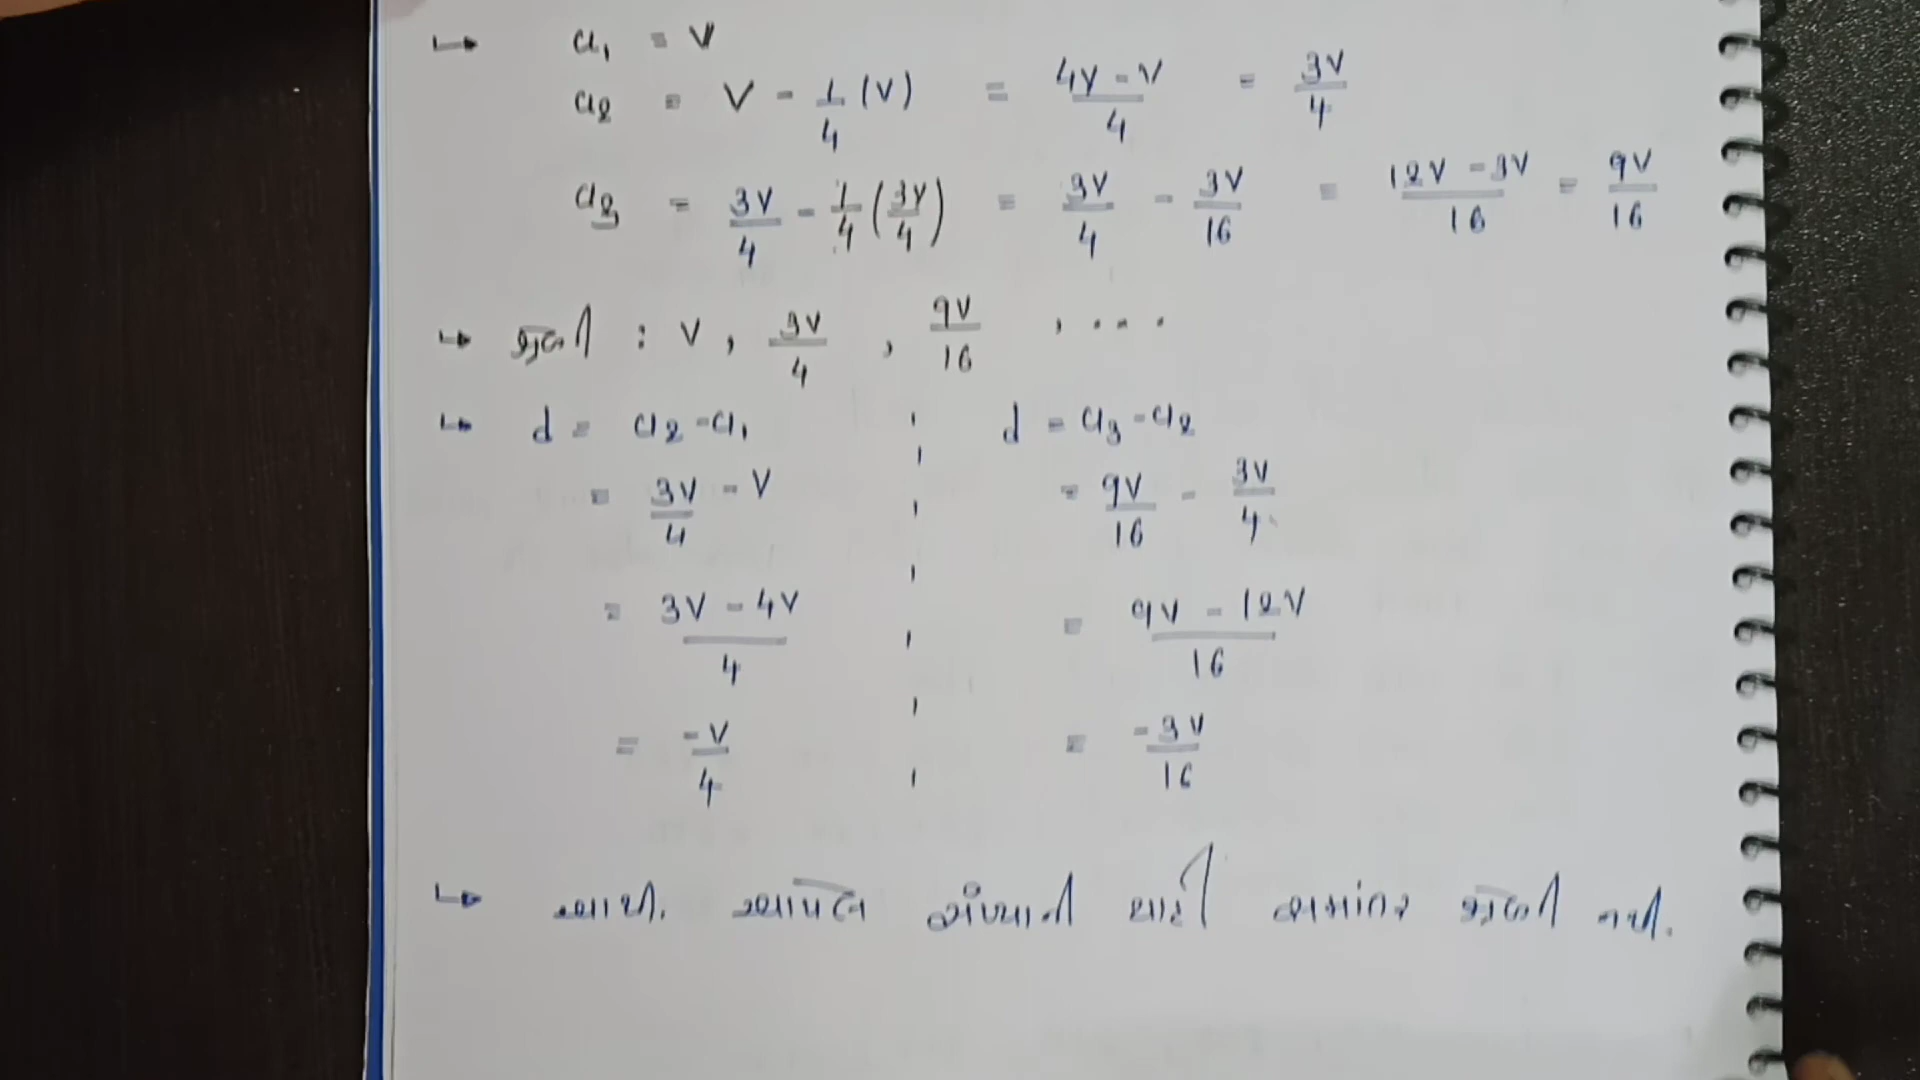 ↳ a₁ = V
a₂ = V - 1/4 (V) = (4V - V)/4 = 3V/4
a₃ = 3V/4 - 1/4 (3V/4) = 3V/4 - 3V/16 = (12V - 3V)/16 = 9V/16
↳ શ્રેણી : V, 3V/4, 9V/16, ....
↳ d = a₂ - a₁
= 3V/4 - V
= (3V - 4V)/4
= -V/4
d = a₃ - a₂
= 9V/16 - 3V/4
= (9V - 12V)/16
= -3V/16
↳ આથી. આપેલ સંખ્યાની યાદી સમાંતર શ્રેણી નથી.